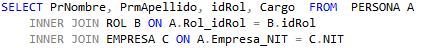 SELECT PrNombre, PrmApellido, idRol, Cargo FROM PERSONA A
INNER JOIN ROL B ON A.Rol_idRol = B.idRol
INNER JOIN EMPRESA C ON A.Empresa_NIT = C.NIT